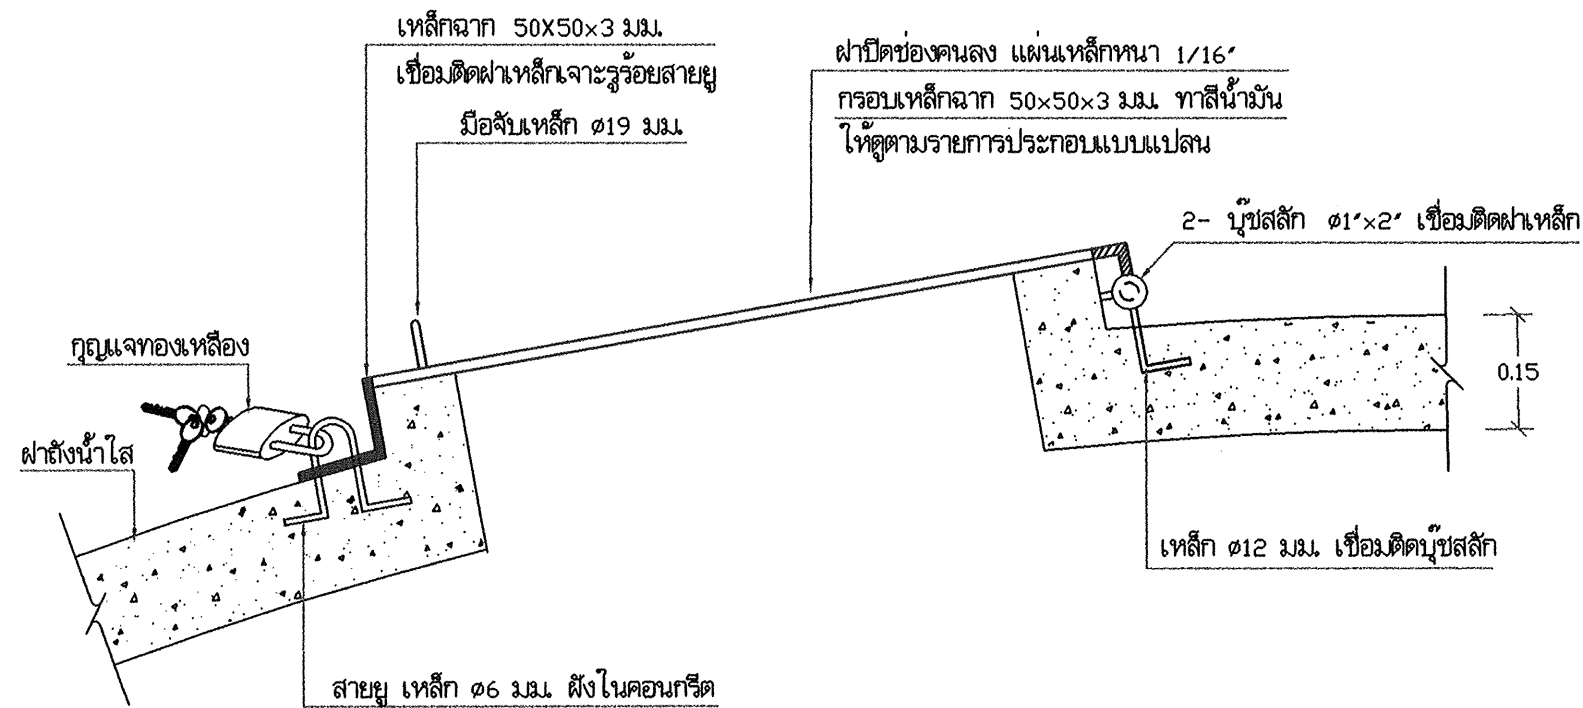 เหล็กฉาก 50X50x3 มม.
เชื่อมติดฝาเหล็กเจาะรูร้อยสายยู
มือจับเหล็ก ø19 มม.
ฝาปิดช่องคนลง แผ่นเหล็กหนา 1/16"
กรอบเหล็กฉาก 50x50x3 มม. ทาสีน้ำมัน
ให้ดูตามรายการประกอบแบบแปลน
2- บุ๊ชสลัก ø1"x2" เชื่อมติดฝาเหล็ก
กุญแจทองเหลือง
0.15
ฝาถังน้ำใส
เหล็ก ø12 มม. เชื่อมติดบุ๊ชสลัก
สายยู เหล็ก ø6 มม. ฝังในคอนกรีต